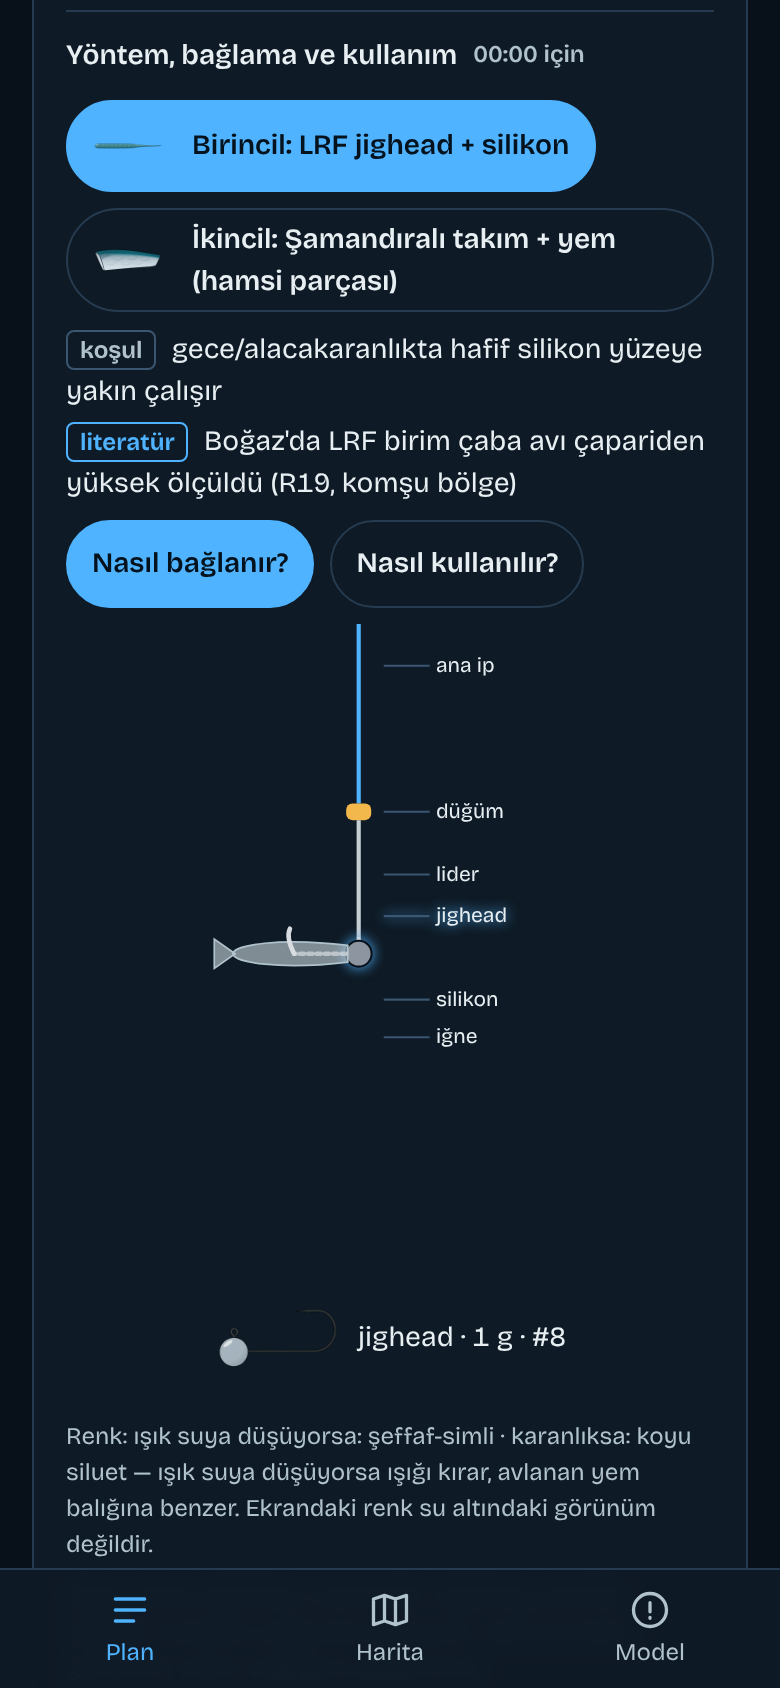 Yöntem, bağlama ve kullanım 00:00 için
Birincil: LRF jighead + silikon
İkincil: Şamandıralı takım + yem
(hamsi parçası)
koşul gece/alacakaranlıkta hafif silikon yüzeye
yakın çalışır
literatür Boğaz'da LRF birim çaba avı çapariden
yüksek ölçüldü (R19, komşu bölge)
Nasıl bağlanır? Nasıl kullanılır?
ana ip
düğüm
lider
jighead
silikon
iğne
jighead · 1 g · #8
Renk: ışık suya düşüyorsa: şeffaf-simli · karanlıksa: koyu
siluet — ışık suya düşüyorsa ışığı kırar, avlanan yem
balığına benzer. Ekrandaki renk su altındaki görünüm
değildir.
Plan Harita Model